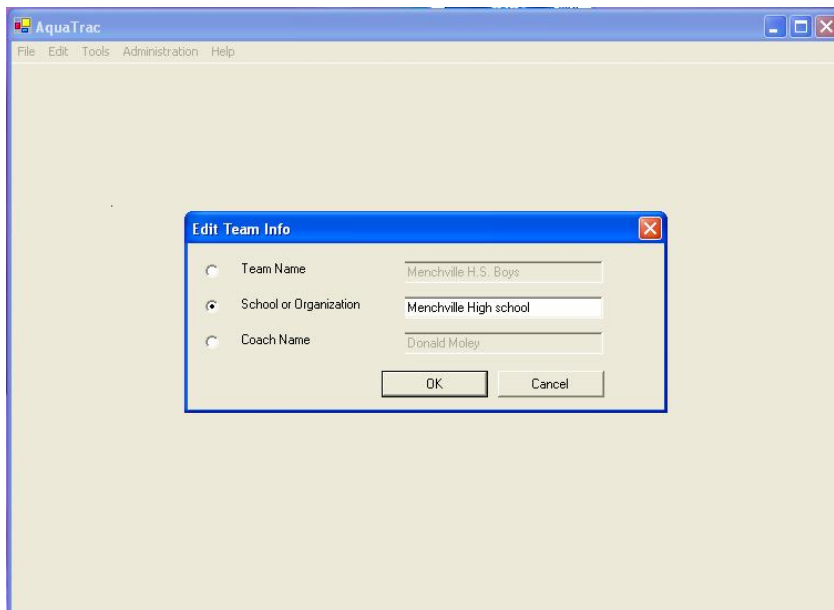 AquaTrac
File Edit Tools Administration Help
Edit Team Info
Team Name Menchville H.S. Boys
School or Organization Menchville High school
Coach Name Donald Moley
OK Cancel